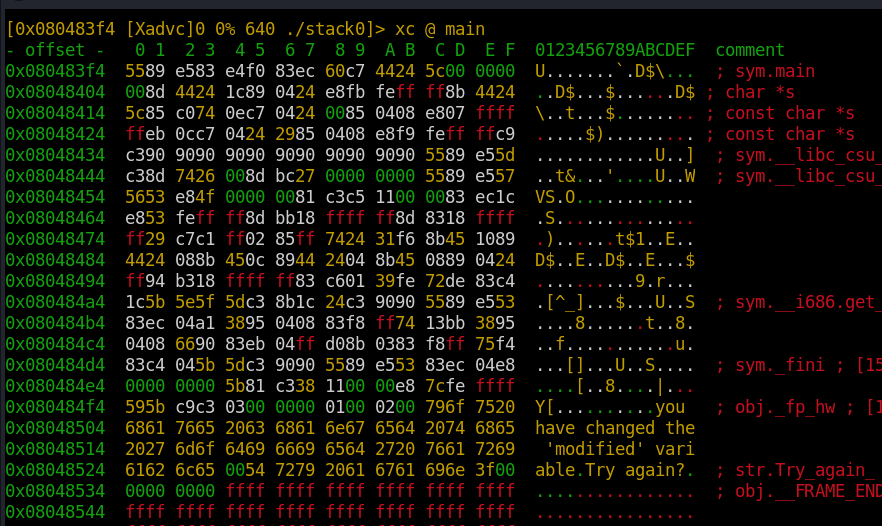 [0x080483f4 [Xadvc]0 0% 640 ./stack0]> xc @ main
- offset -   0 1  2 3  4 5  6 7  8 9  A B  C D  E F  0123456789ABCDEF  comment
0x080483f4  5589 e583 e4f0 83ec 60c7 4424 5c00 0000  U.......`.D$\...  ; sym.main
0x08048404  008d 4424 1c89 0424 e8fb feff ff8b 4424  ..D$...$......D$ ; char *s
0x08048414  5c85 c074 0ec7 0424 0085 0408 e807 ffff  \..t...$........ ; const char *s
0x08048424  ffeb 0cc7 0424 2985 0408 e8f9 feff ffc9  .....$)......... ; const char *s
0x08048434  c390 9090 9090 9090 9090 9090 5589 e55d  ............U..]  ; sym.__libc_csu_
0x08048444  c38d 7426 008d bc27 0000 0000 5589 e557  ..t&...'....U..W  ; sym.__libc_csu_
0x08048454  5653 e84f 0000 0081 c3c5 1100 0083 ec1c  VS.O............
0x08048464  e853 feff ff8d bb18 ffff ff8d 8318 ffff  .S..............
0x08048474  ff29 c7c1 ff02 85ff 7424 31f6 8b45 1089  .)......t$1..E..
0x08048484  4424 088b 450c 8944 2404 8b45 0889 0424  D$..E..D$..E...$
0x08048494  ff94 b318 ffff ff83 c601 39fe 72de 83c4  ..........9.r...
0x080484a4  1c5b 5e5f 5dc3 8b1c 24c3 9090 5589 e553  .[^_]...$...U..S  ; sym.__i686.get_
0x080484b4  83ec 04a1 3895 0408 83f8 ff74 13bb 3895  ....8......t..8.
0x080484c4  0408 6690 83eb 04ff d08b 0383 f8ff 75f4  ..f...........u.
0x080484d4  83c4 045b 5dc3 9090 5589 e553 83ec 04e8  ...[]...U..S....  ; sym._fini ; [15
0x080484e4  0000 0000 5b81 c338 1100 00e8 7cfe ffff  ....[..8....|...
0x080484f4  595b c9c3 0300 0000 0100 0200 796f 7520  Y[..........you   ; obj._fp_hw ; [1
0x08048504  6861 7665 2063 6861 6e67 6564 2074 6865  have changed the
0x08048514  2027 6d6f 6469 6669 6564 2720 7661 7269   'modified' vari
0x08048524  6162 6c65 0054 7279 2061 6761 696e 3f00  able.Try again?.  ; str.Try_again_
0x08048534  0000 0000 ffff ffff ffff ffff ffff ffff  ................  ; obj.__FRAME_END
0x08048544  ffff ffff ffff ffff ffff ffff ffff ffff  ................